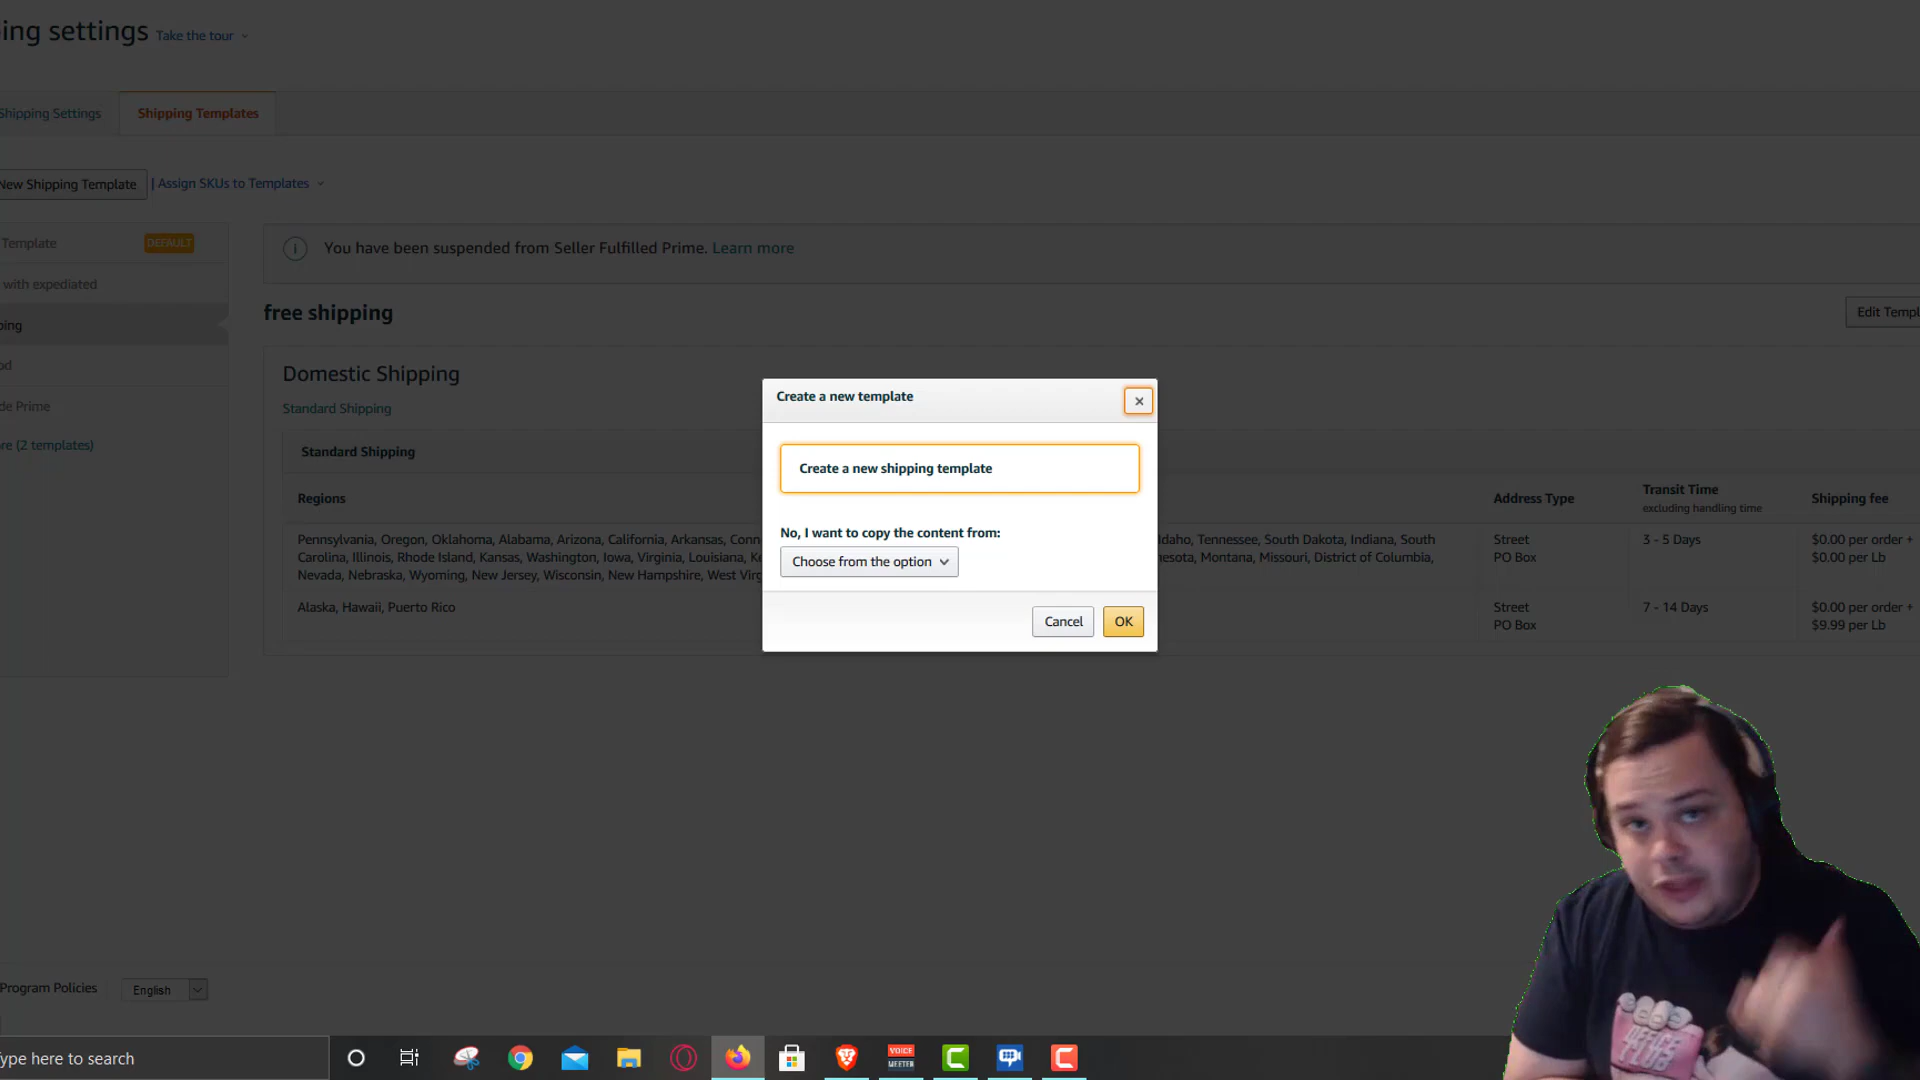 ing settings Take the tour
Shipping Settings
Shipping Templates
New Shipping Template | Assign SKUs to Templates
Template DEFAULT
with expediated
ping
od
de Prime
re (2 templates)
You have been suspended from Seller Fulfilled Prime. Learn more
free shipping
Edit Templ
Domestic Shipping
Standard Shipping
Standard Shipping
Regions
Address Type
Transit Time
excluding handling time
Shipping fee
Pennsylvania, Oregon, Oklahoma, Alabama, Arizona, California, Arkansas, Conn
daho, Tennessee, South Dakota, Indiana, South
Carolina, Illinois, Rhode Island, Kansas, Washington, Iowa, Virginia, Louisiana, Ke
esota, Montana, Missouri, District of Columbia,
Nevada, Nebraska, Wyoming, New Jersey, Wisconsin, New Hampshire, West Virg
Street
PO Box
3 - 5 Days
$0.00 per order +
$0.00 per Lb
Alaska, Hawaii, Puerto Rico
Street
PO Box
7 - 14 Days
$0.00 per order +
$9.99 per Lb
Create a new template
×
Create a new shipping template
No, I want to copy the content from:
Choose from the option
Cancel
OK
Program Policies
English
ype here to search
VOICE
MEETER